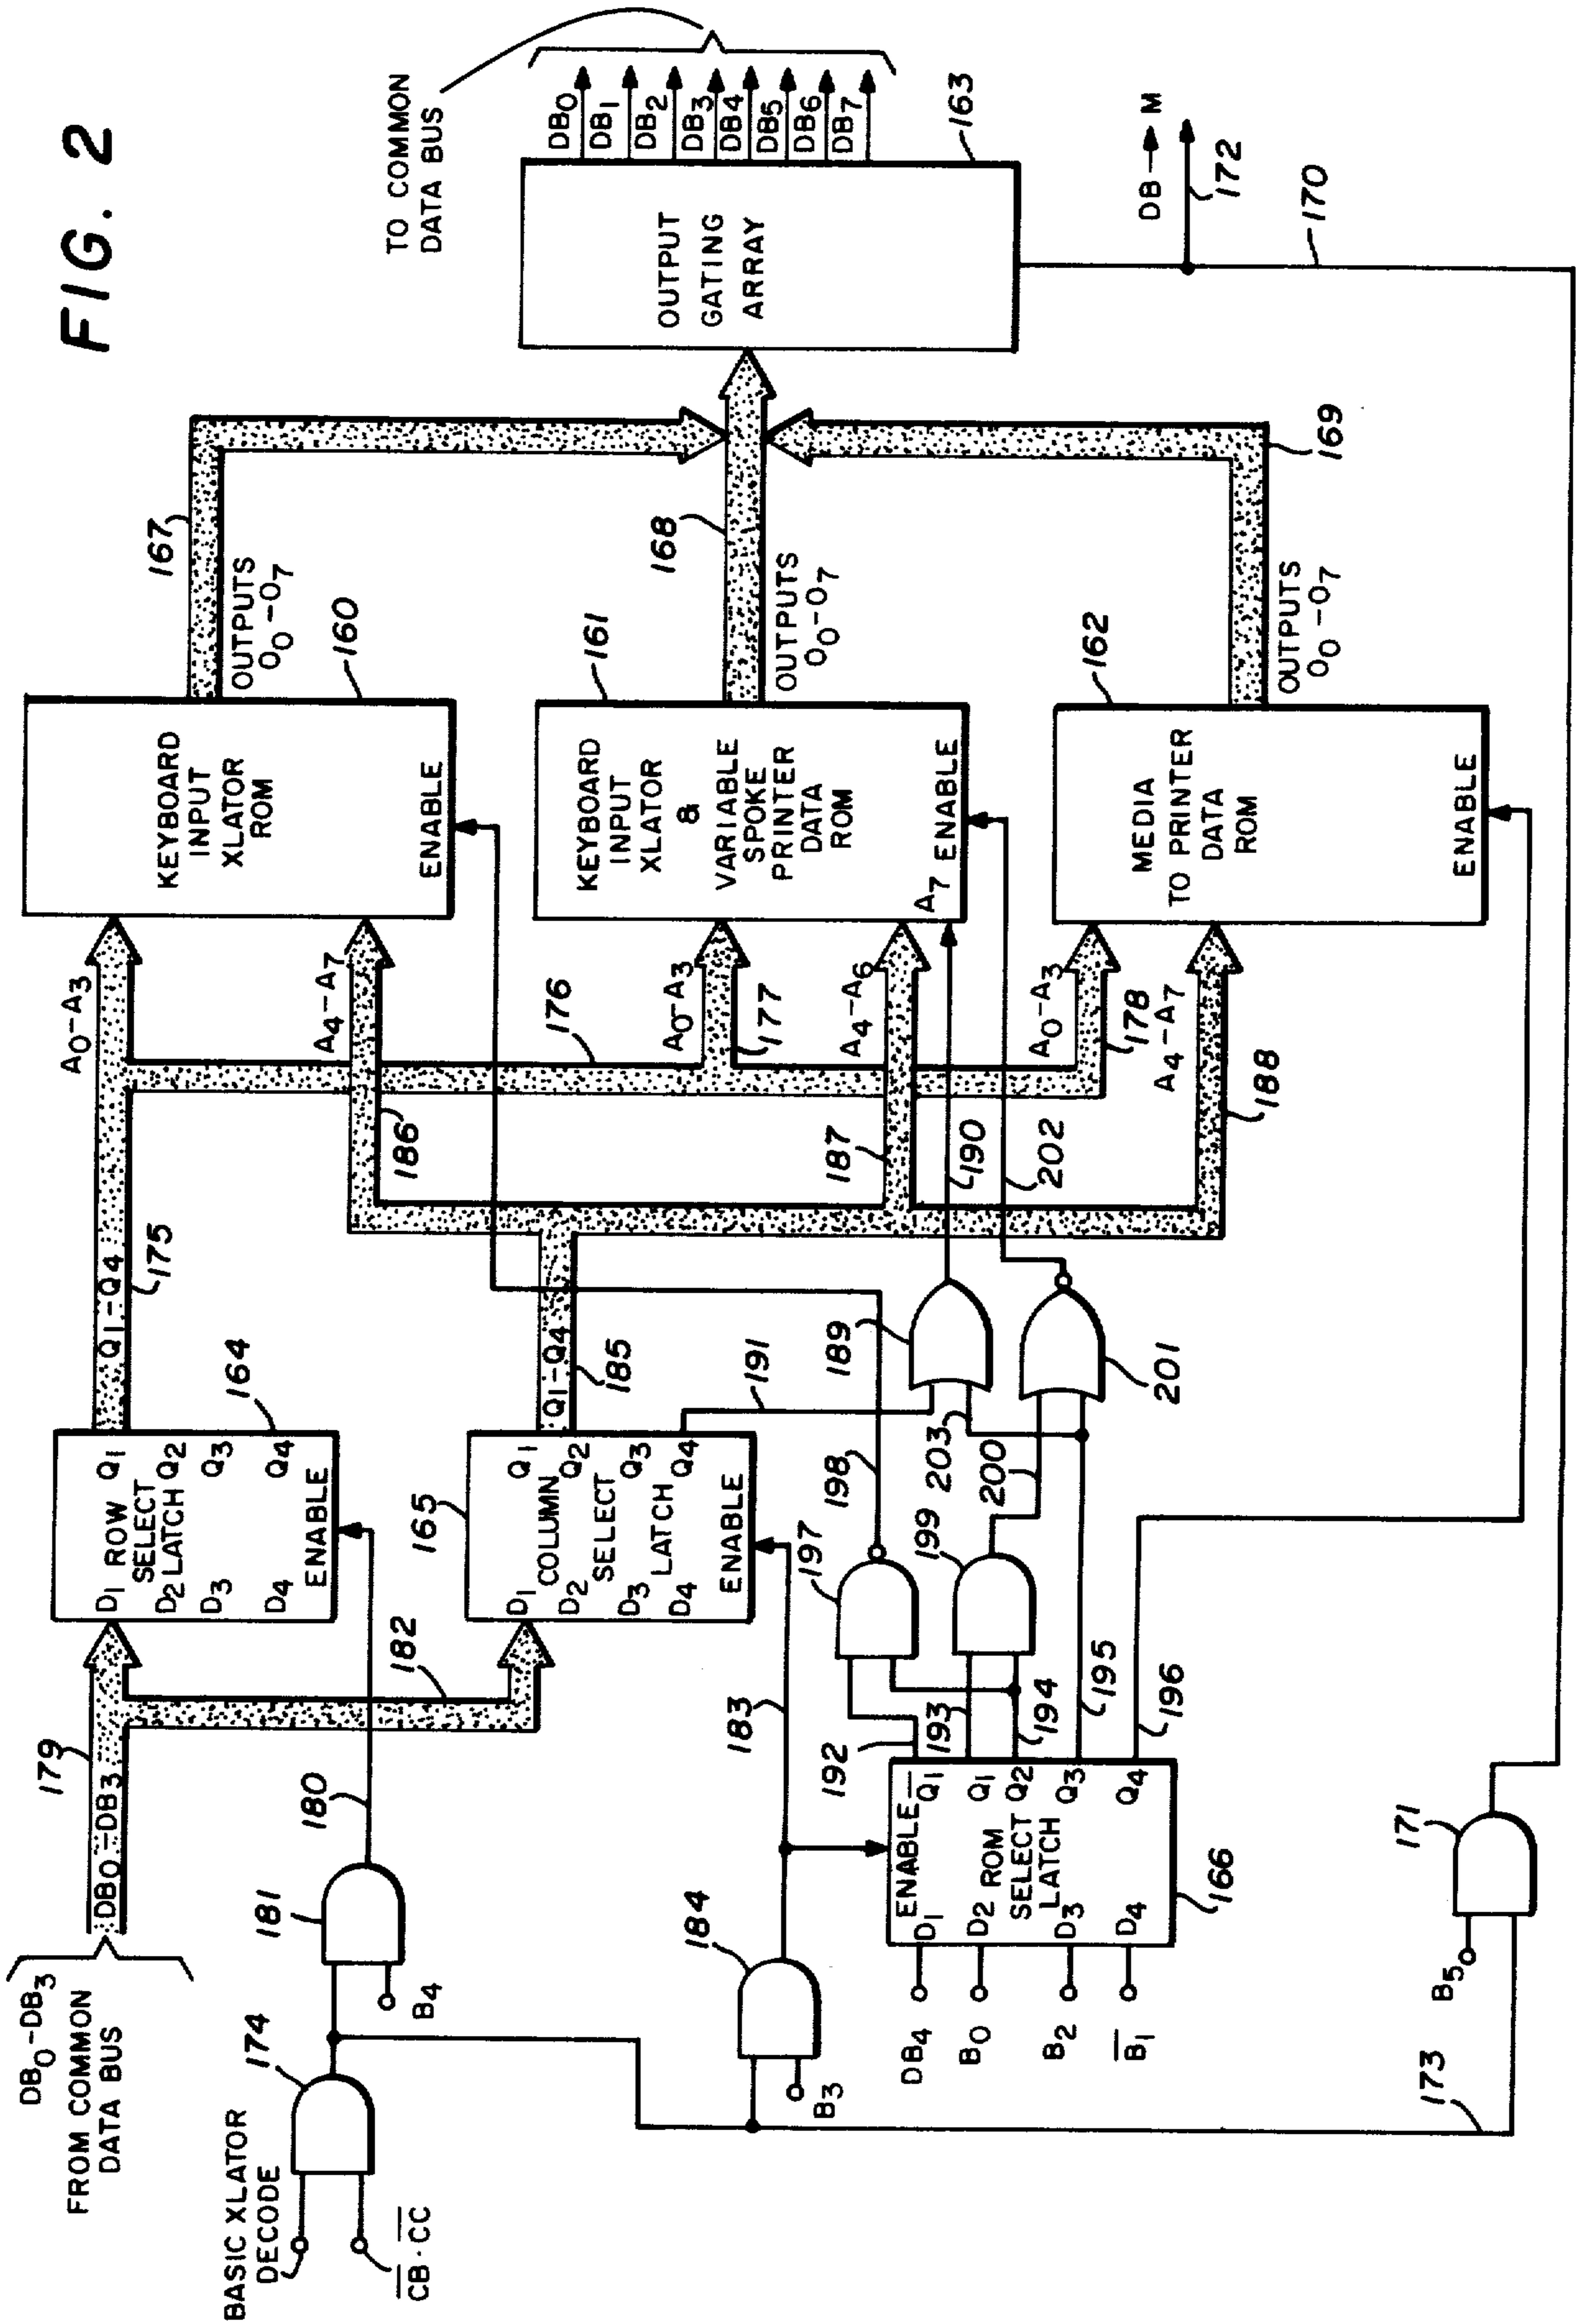 FIG. 2
DB0-DB3
FROM COMMON
DATA BUS
179
DB0-DB3
182
D1 ROW Q1
SELECT
D2 LATCH Q2
D3 Q3
D4 Q4
ENABLE
164
Q1-Q4
175
A0-A3
A4-A7
KEYBOARD
INPUT
XLATOR
ROM
ENABLE
160
OUTPUTS
O0-O7
167
TO COMMON
DATA BUS
BASIC XLATOR
DECODE
CB·CC
174
181
B4
180
165
D1 COLUMN Q1
D2 SELECT Q2
D3 LATCH Q3
D4 Q4
ENABLE
Q1-Q4
185
191
186
176
A0-A3
177
187
A4-A6
KEYBOARD
INPUT
XLATOR
&
VARIABLE
SPOKE
PRINTER
DATA
ROM
A7 ENABLE
161
OUTPUTS
O0-O7
168
OUTPUT
GATING
ARRAY
163
DB0
DB1
DB2
DB3
DB4
DB5
DB6
DB7
184
B3
183
197
198
189
190
199
203
200
201
202
A0-A3
178
A4-A7
188
MEDIA
TO PRINTER
DATA
ROM
ENABLE
162
OUTPUTS
O0-O7
169
DB→M
172
170
DB4
B0
B2
B1
ENABLE
D1 Q1
Q1
D2 ROM Q2
SELECT
D3 LATCH Q3
D4 Q4
166
192
193
194
195
196
173
B5
171